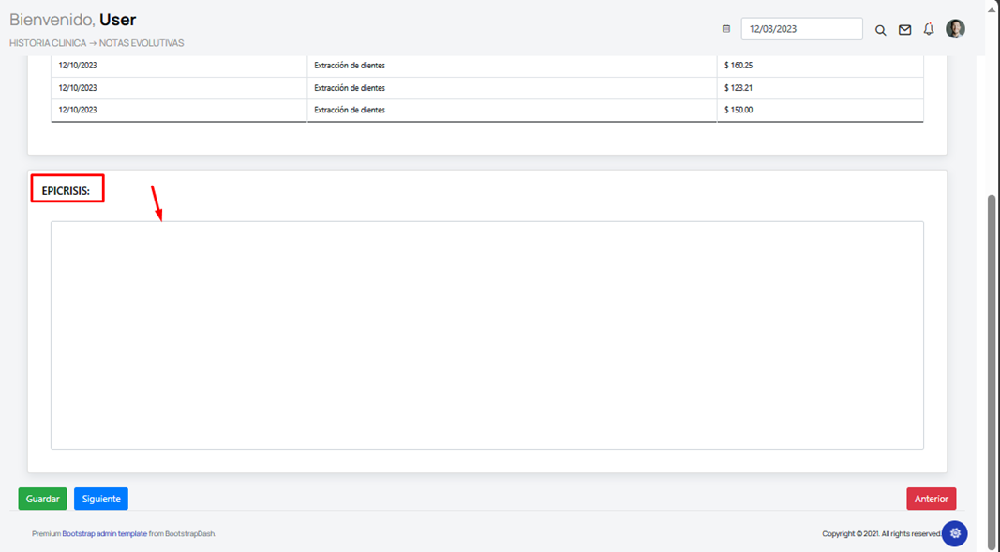 Bienvenido, User
12/03/2023
HISTORIA CLINICA → NOTAS EVOLUTIVAS
12/10/2023 Extracción de dientes $ 160.25
12/10/2023 Extracción de dientes $ 123.21
12/10/2023 Extracción de dientes $ 150.00
EPICRISIS:
Guardar Siguiente Anterior
Premium Bootstrap admin template from BootstrapDash. Copyright © 2021. All rights reserved.